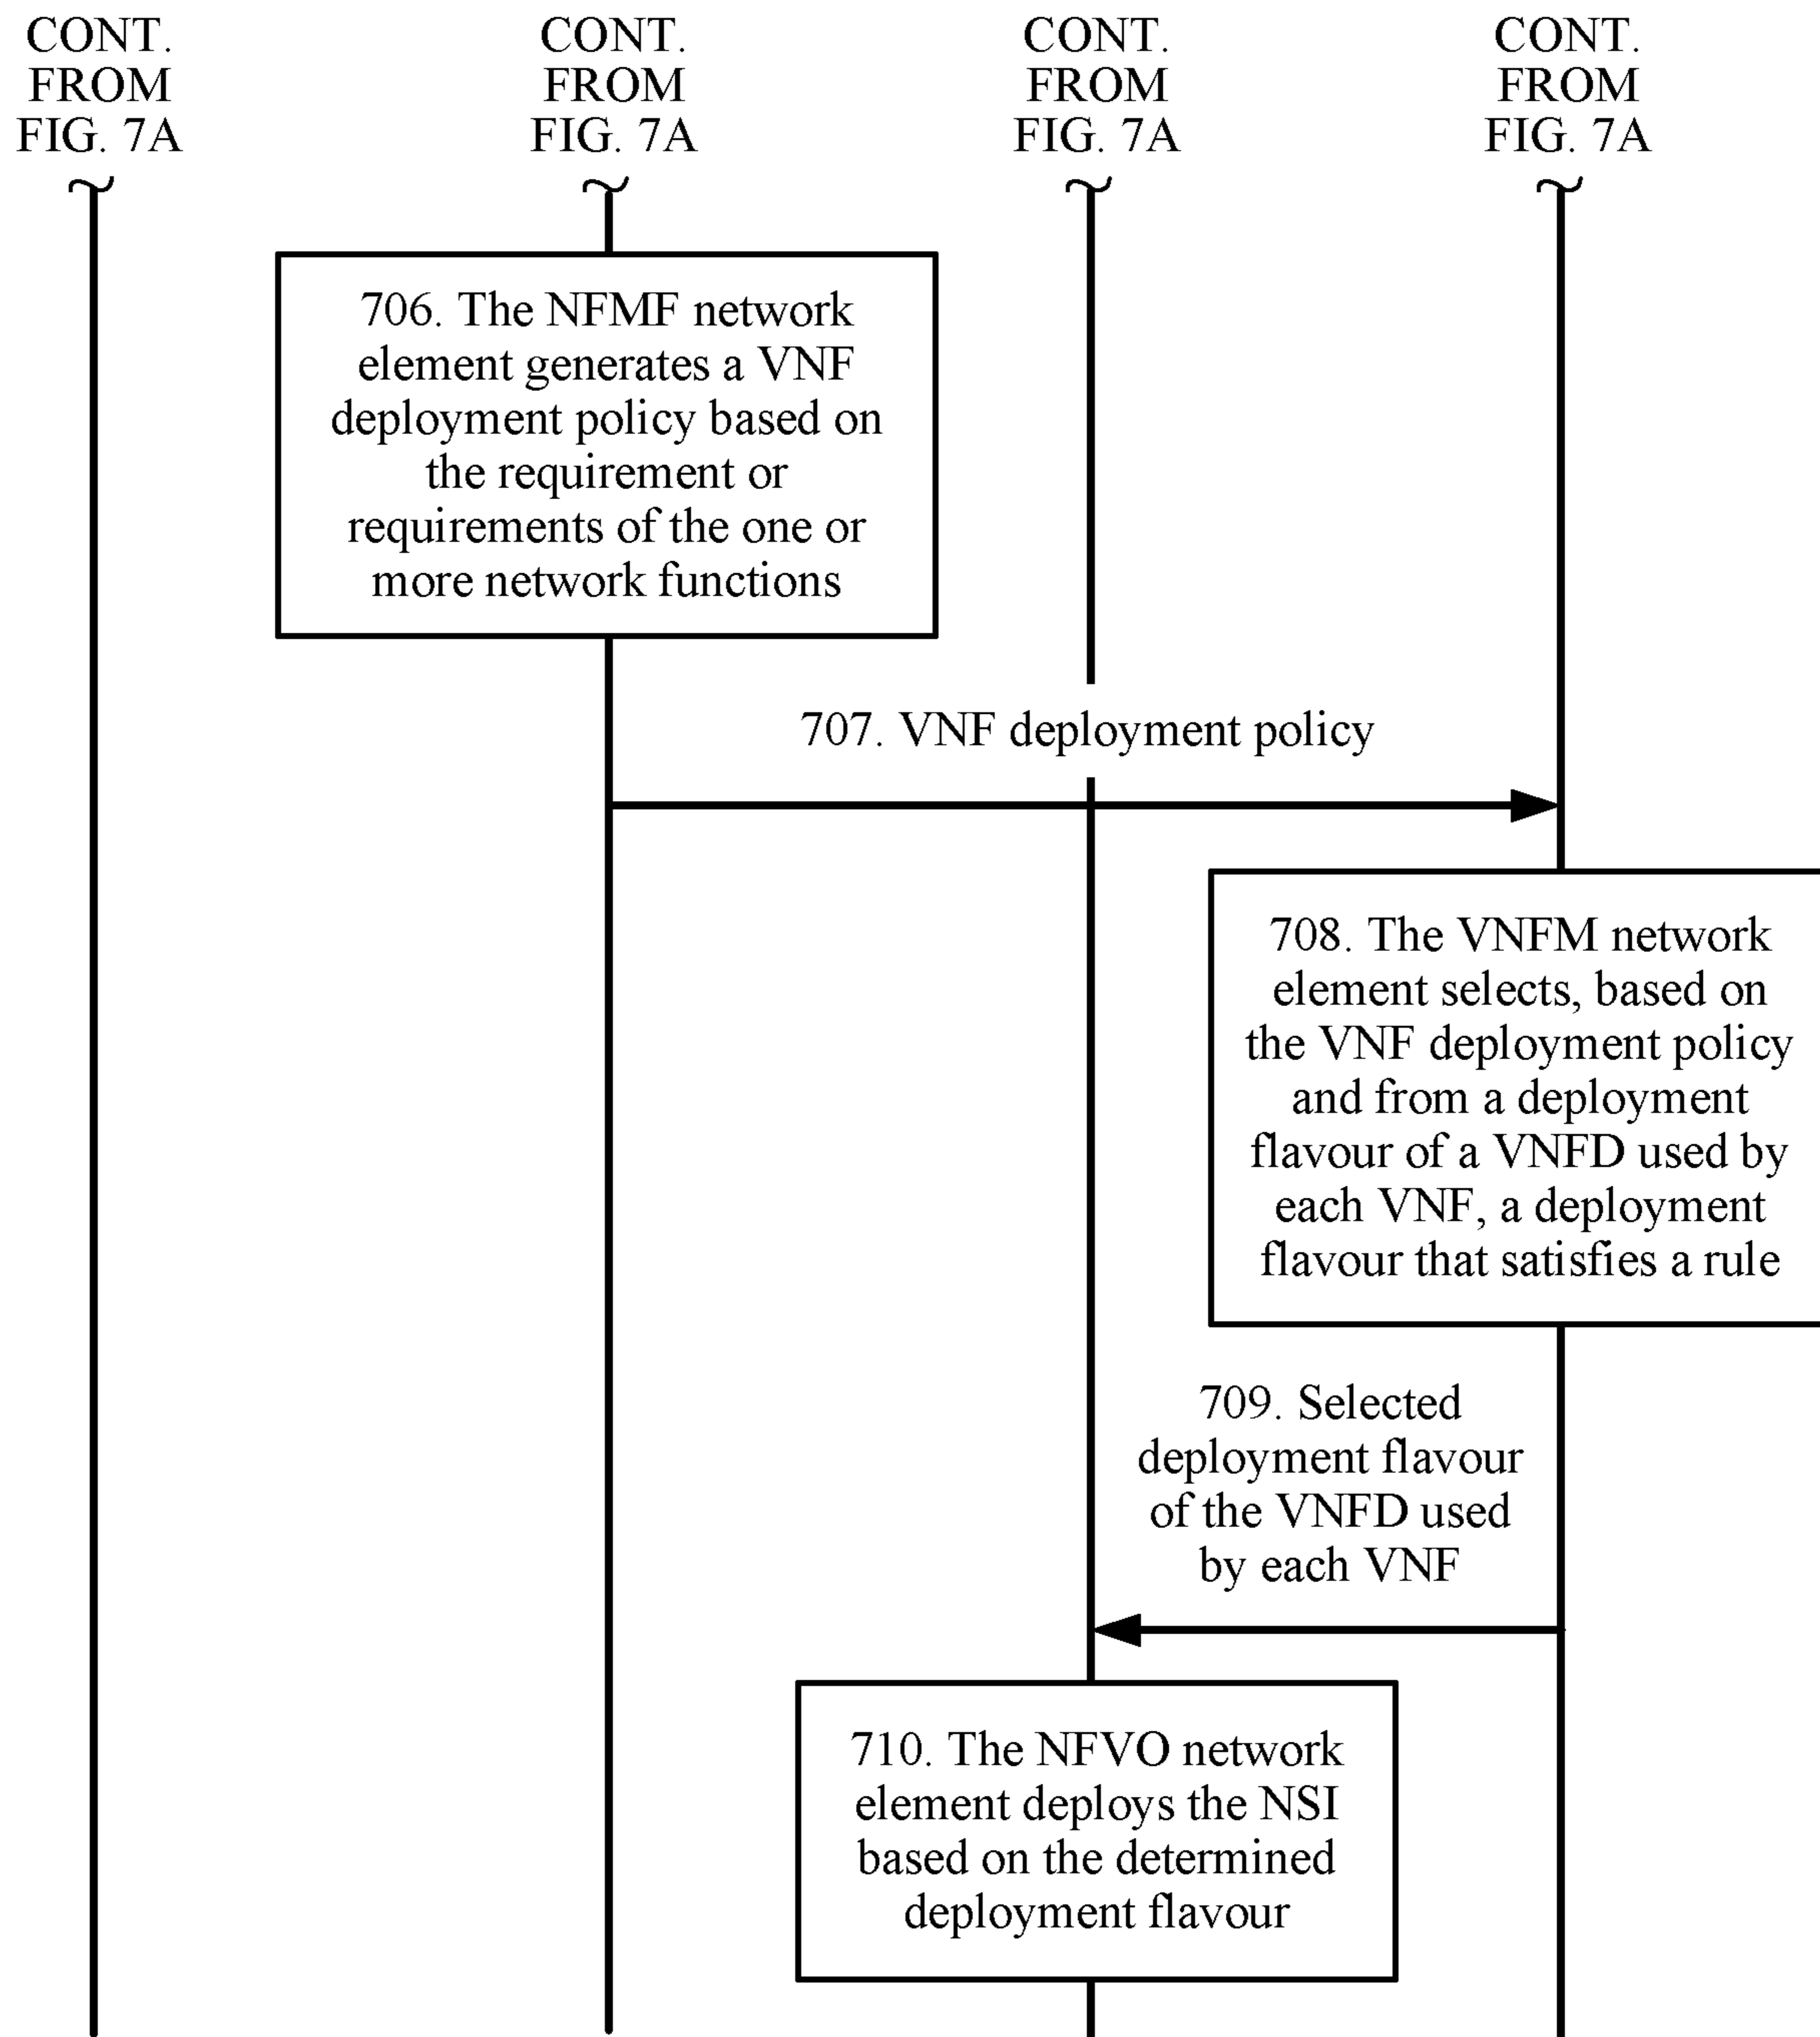 CONT.
FROM
FIG. 7A
CONT.
FROM
FIG. 7A
CONT.
FROM
FIG. 7A
CONT.
FROM
FIG. 7A
706. The NFMF network
element generates a VNF
deployment policy based on
the requirement or
requirements of the one or
more network functions
707. VNF deployment policy
708. The VNFM network
element selects, based on
the VNF deployment policy
and from a deployment
flavour of a VNFD used by
each VNF, a deployment
flavour that satisfies a rule
709. Selected
deployment flavour
of the VNFD used
by each VNF
710. The NFVO network
element deploys the NSI
based on the determined
deployment flavour